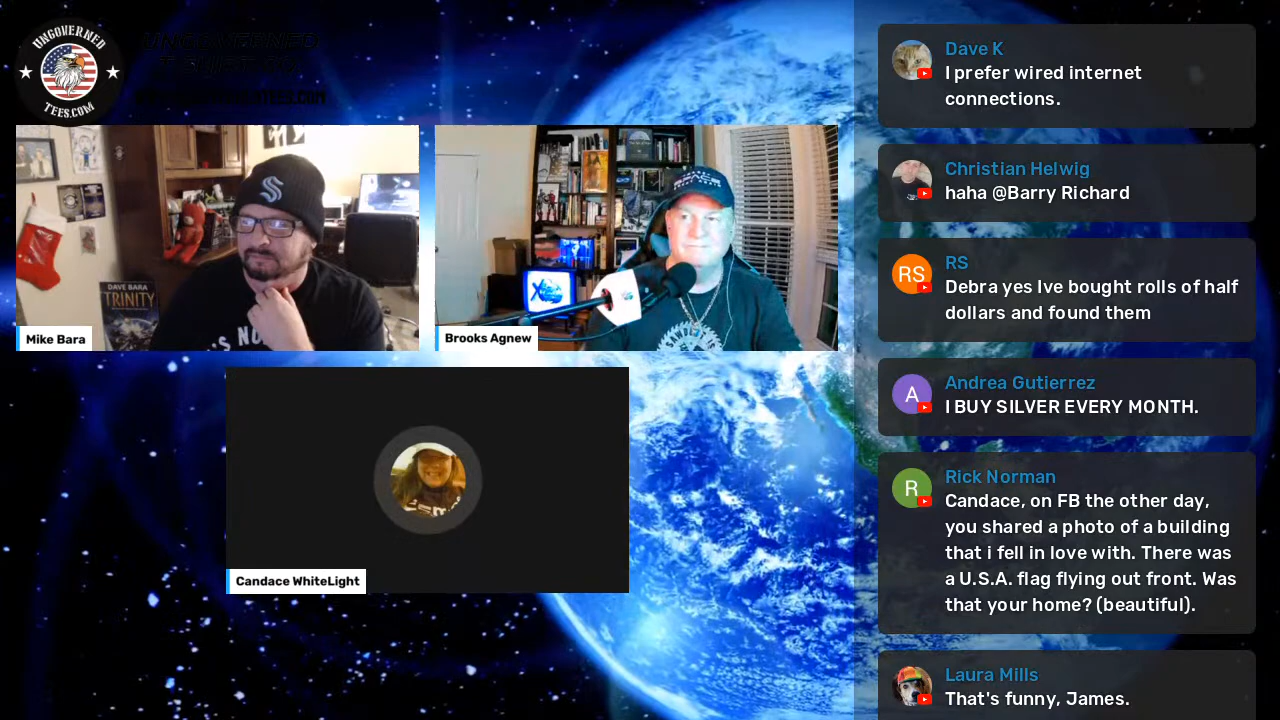 UNGOVERNED
TEES.COM
Mike Bara
Brooks Agnew
Candace WhiteLight
DAVE BARA
TRINITY
Dave K
I prefer wired internet
connections.
Christian Helwig
haha @Barry Richard
RS
RS
Debra yes Ive bought rolls of half
dollars and found them
A
Andrea Gutierrez
I BUY SILVER EVERY MONTH.
R
Rick Norman
Candace, on FB the other day,
you shared a photo of a building
that i fell in love with. There was
a U.S.A. flag flying out front. Was
that your home? (beautiful).
Laura Mills
That's funny, James.